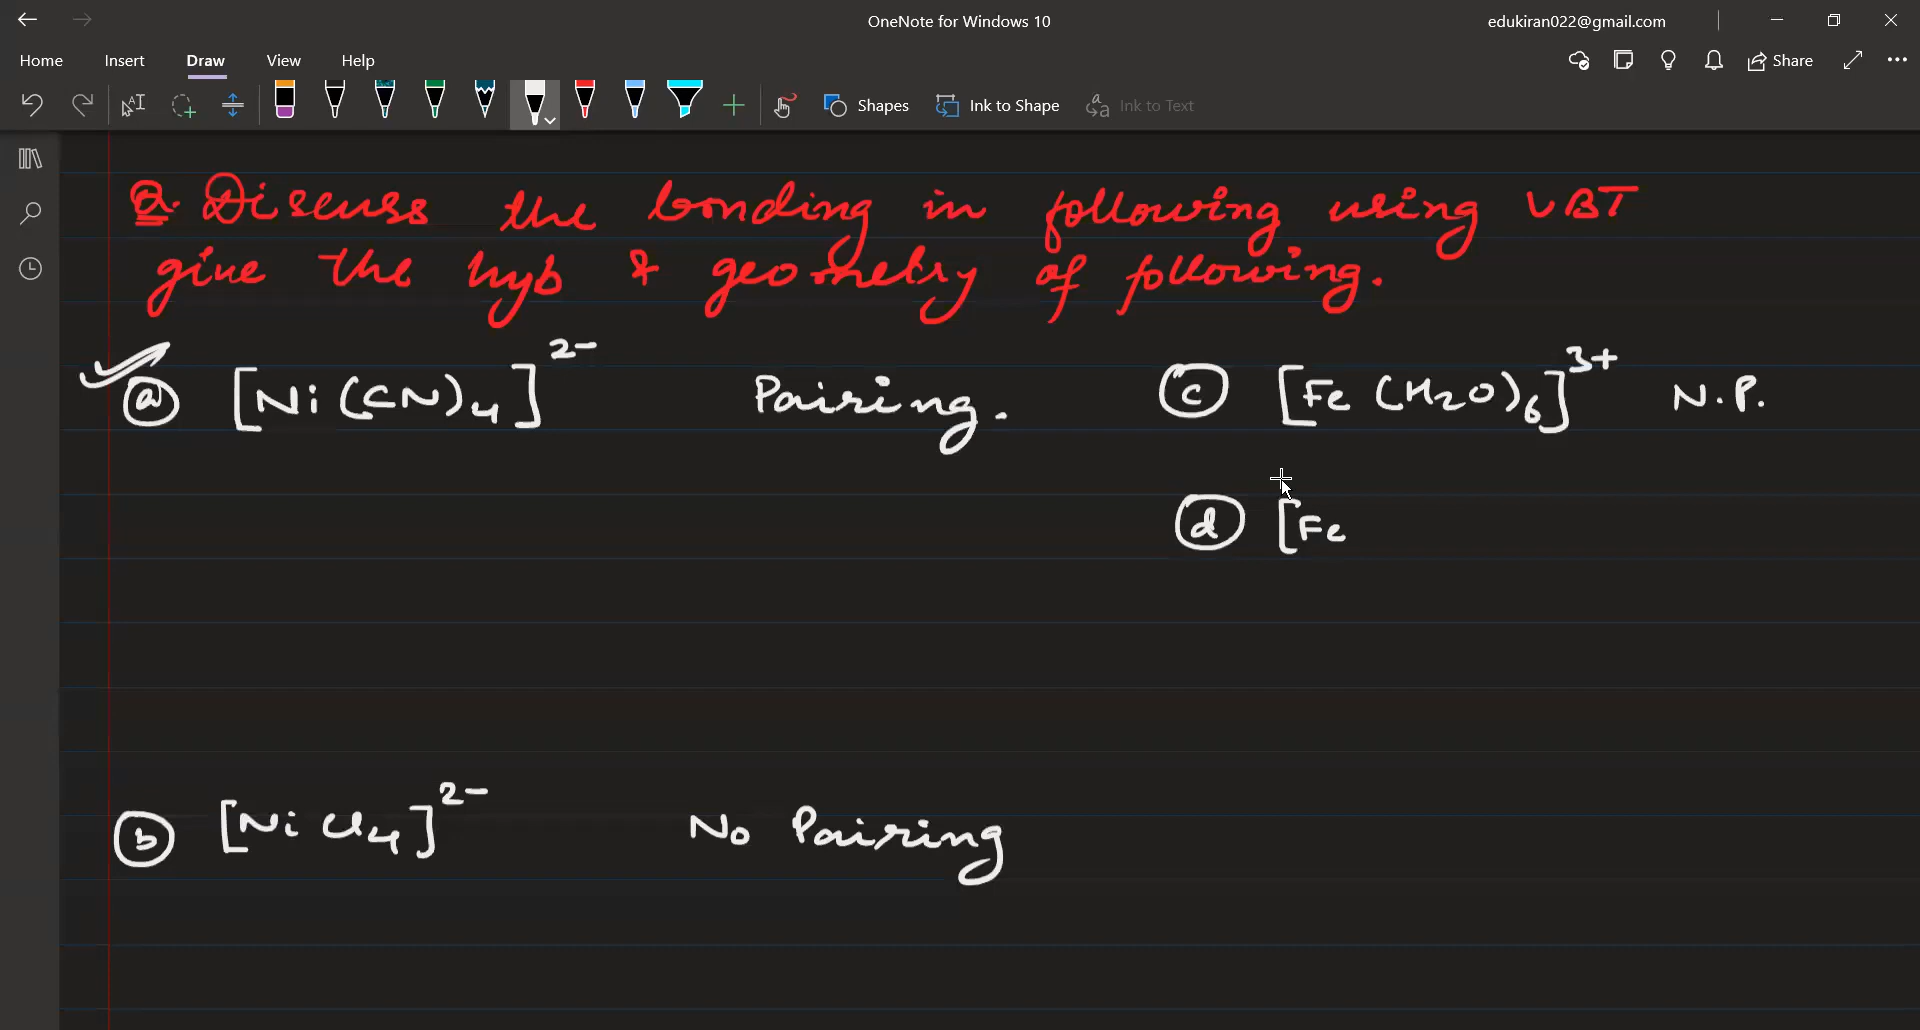 OneNote for Windows 10
edukiran022@gmail.com
Home Insert Draw View Help
Share
Shapes Ink to Shape Ink to Text
Q. Discuss the bonding in following using VBT
give the hyb & geometry of following.
(a) [Ni(CN)4]2- Pairing. (c) [Fe(H2O)6]3+ N.P.
(d) [Fe
(b) [NiCl4]2- No Pairing